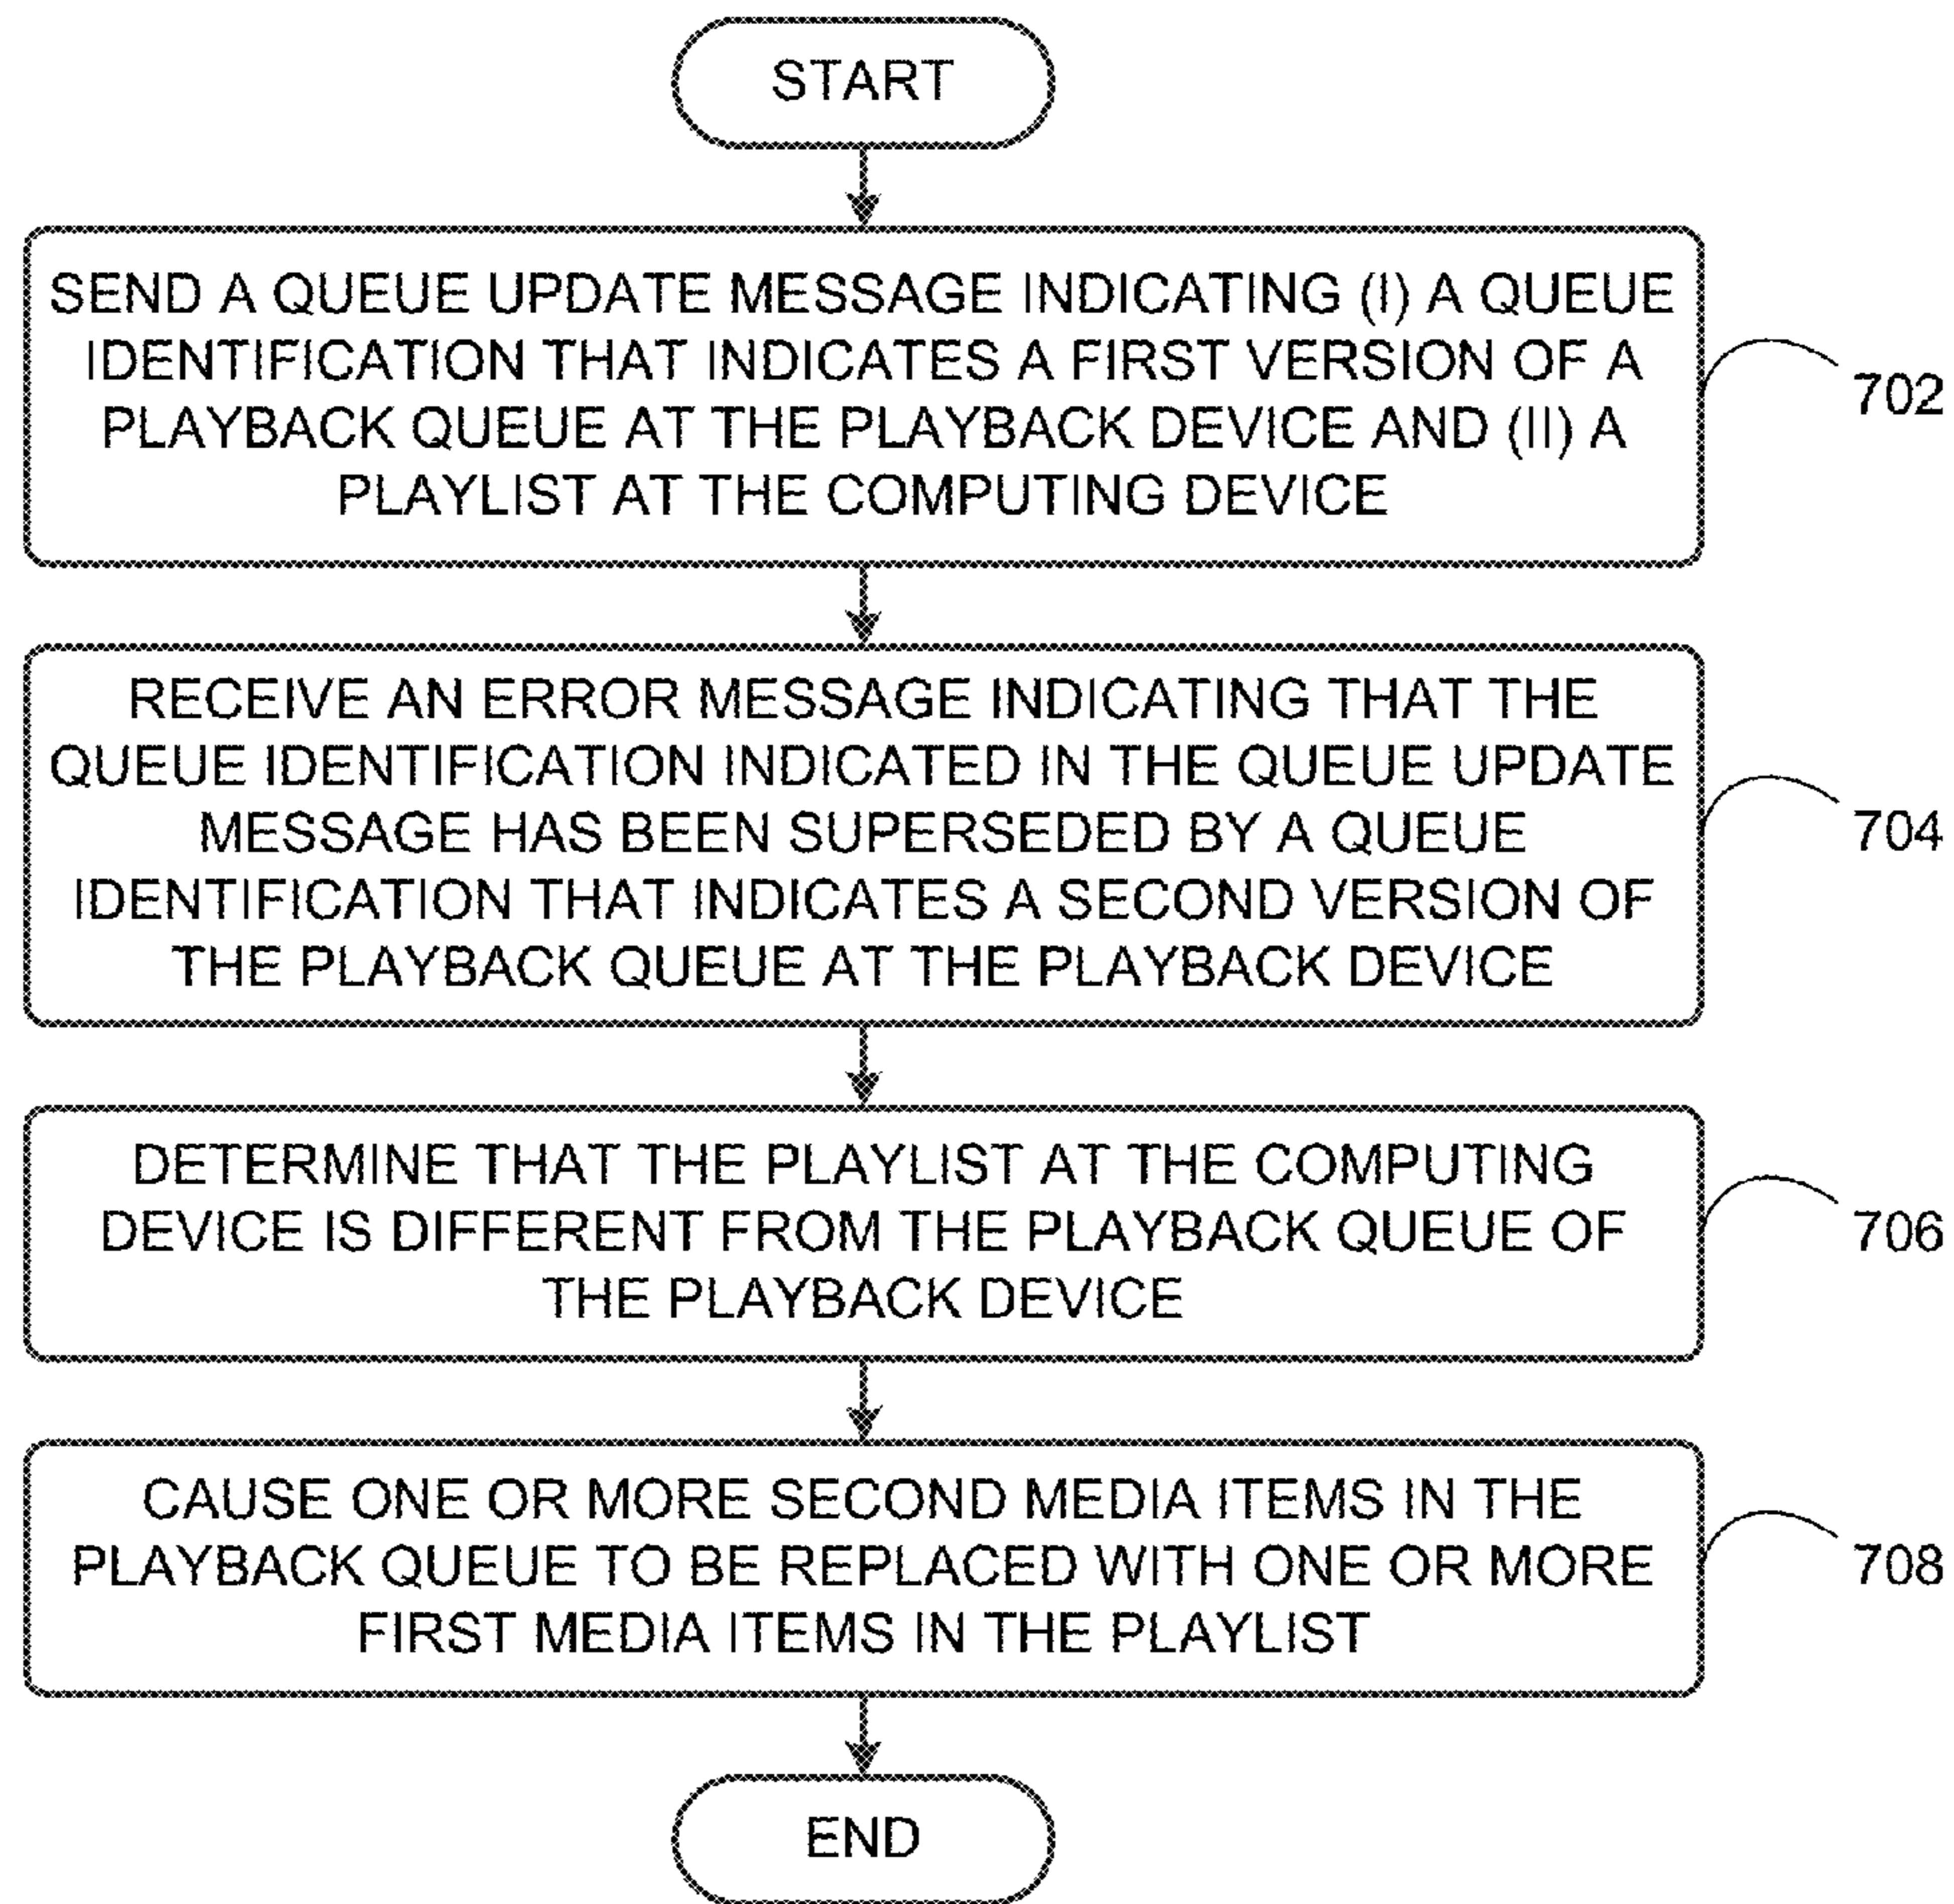 START
SEND A QUEUE UPDATE MESSAGE INDICATING (I) A QUEUE
IDENTIFICATION THAT INDICATES A FIRST VERSION OF A
PLAYBACK QUEUE AT THE PLAYBACK DEVICE AND (II) A
PLAYLIST AT THE COMPUTING DEVICE
702
RECEIVE AN ERROR MESSAGE INDICATING THAT THE
QUEUE IDENTIFICATION INDICATED IN THE QUEUE UPDATE
MESSAGE HAS BEEN SUPERSEDED BY A QUEUE
IDENTIFICATION THAT INDICATES A SECOND VERSION OF
THE PLAYBACK QUEUE AT THE PLAYBACK DEVICE
704
DETERMINE THAT THE PLAYLIST AT THE COMPUTING
DEVICE IS DIFFERENT FROM THE PLAYBACK QUEUE OF
THE PLAYBACK DEVICE
706
CAUSE ONE OR MORE SECOND MEDIA ITEMS IN THE
PLAYBACK QUEUE TO BE REPLACED WITH ONE OR MORE
FIRST MEDIA ITEMS IN THE PLAYLIST
708
END